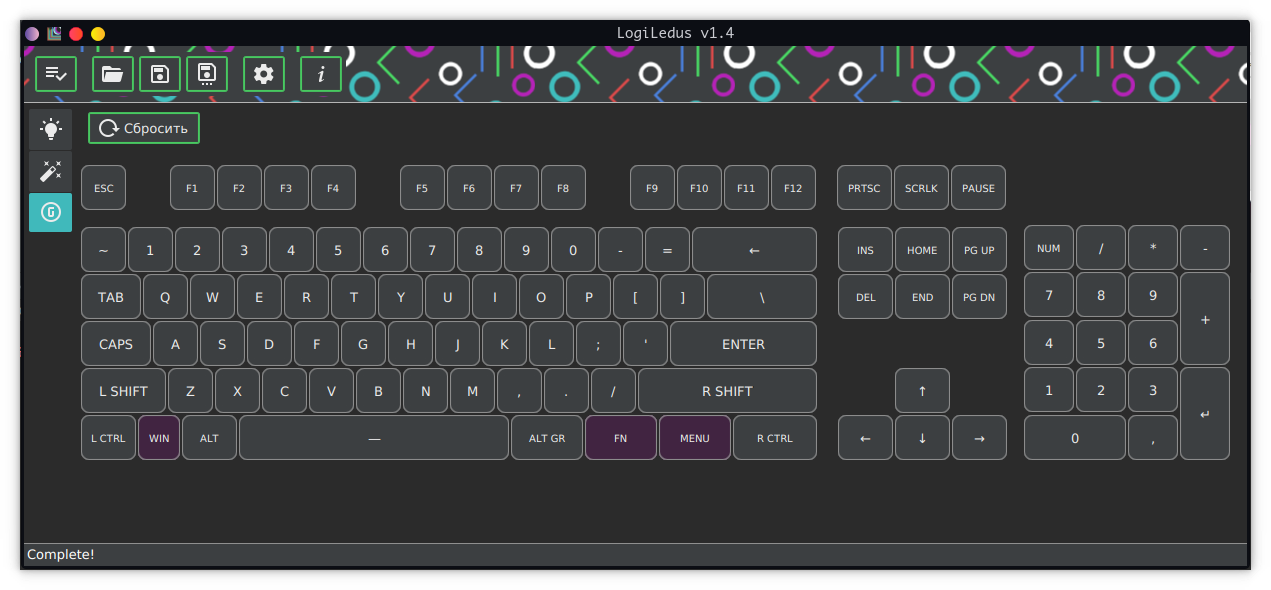 LogiLedus v1.4
i
Сбросить
G
ESC F1 F2 F3 F4 F5 F6 F7 F8 F9 F10 F11 F12 PRTSC SCRLK PAUSE
~ 1 2 3 4 5 6 7 8 9 0 - = ← INS HOME PG UP NUM / * -
TAB Q W E R T Y U I O P [ ] \ DEL END PG DN 7 8 9 +
CAPS A S D F G H J K L ; ' ENTER 4 5 6
L SHIFT Z X C V B N M , . / R SHIFT ↑ 1 2 3 ↵
L CTRL WIN ALT — ALT GR FN MENU R CTRL ← ↓ → 0 ,
Complete!